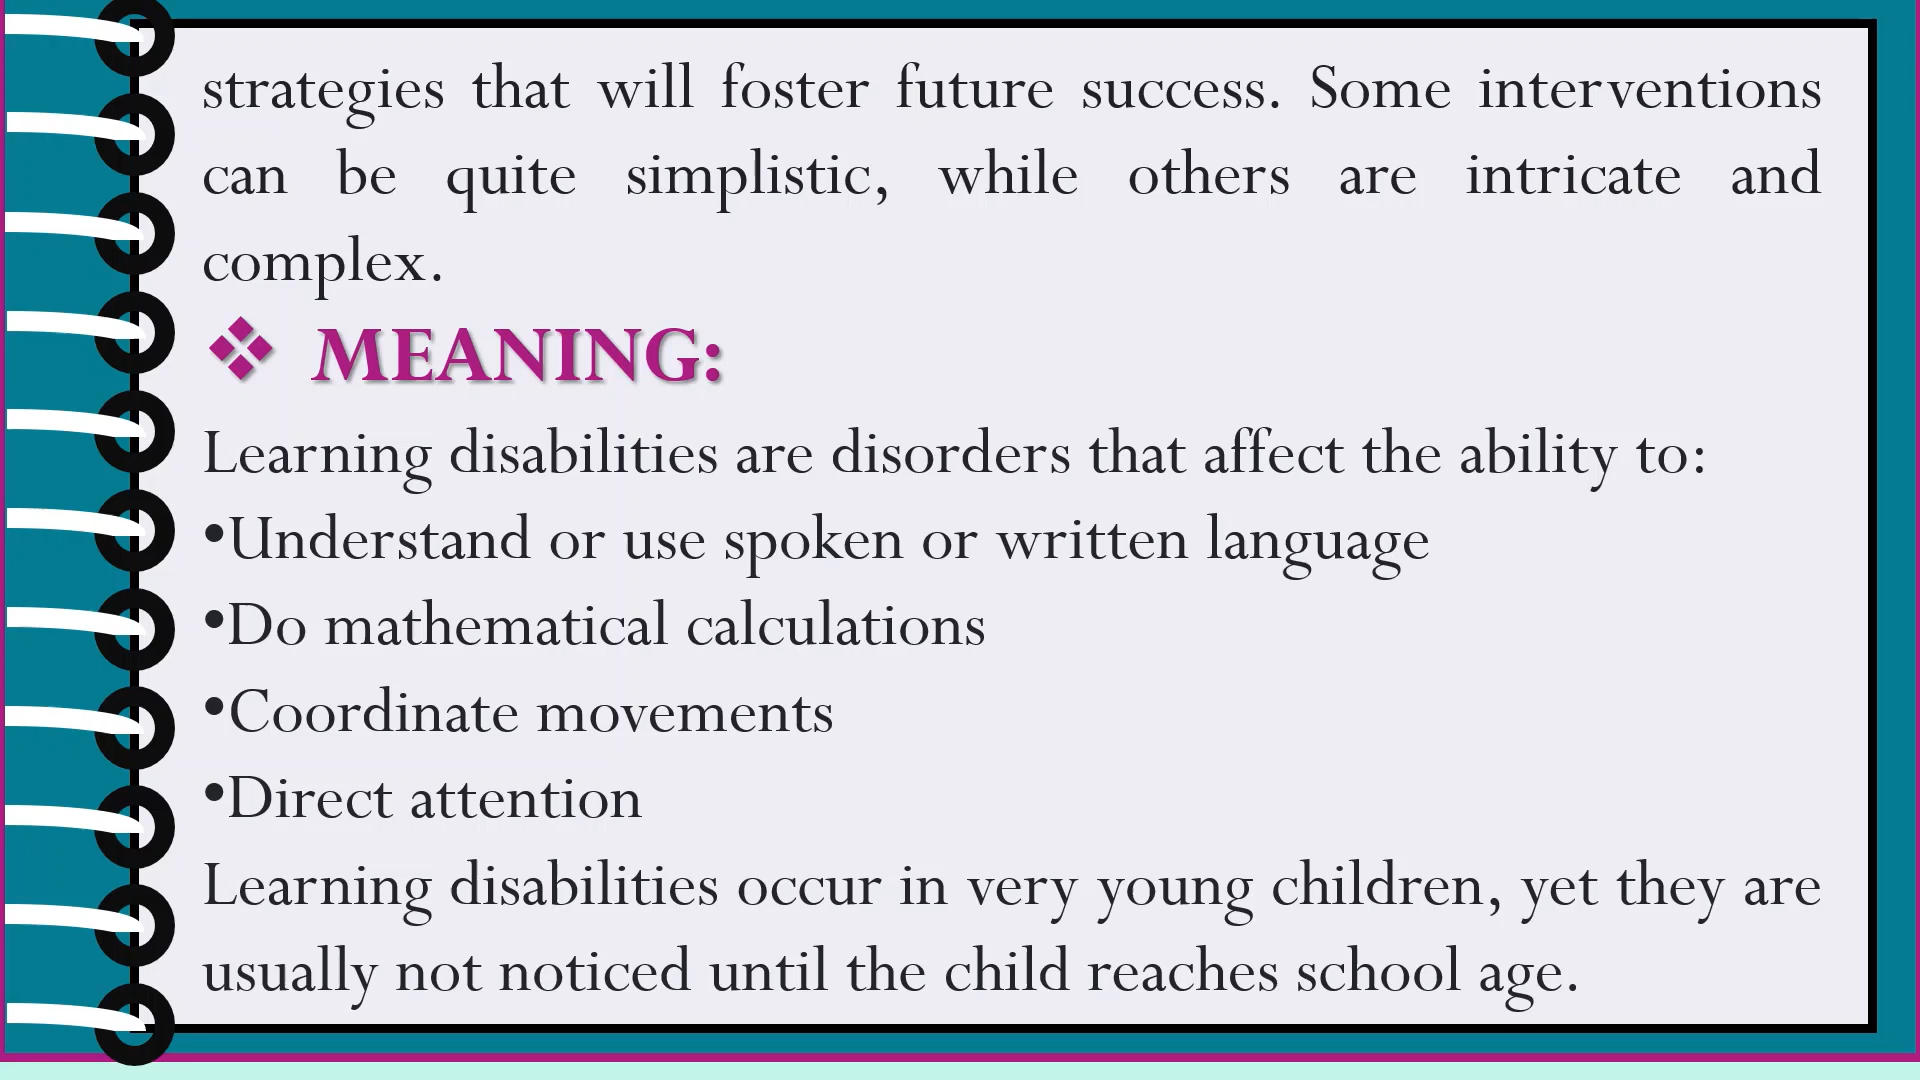 strategies that will foster future success. Some interventions
can be quite simplistic, while others are intricate and
complex.
❖ MEANING:
Learning disabilities are disorders that affect the ability to:
•Understand or use spoken or written language
•Do mathematical calculations
•Coordinate movements
•Direct attention
Learning disabilities occur in very young children, yet they are
usually not noticed until the child reaches school age.